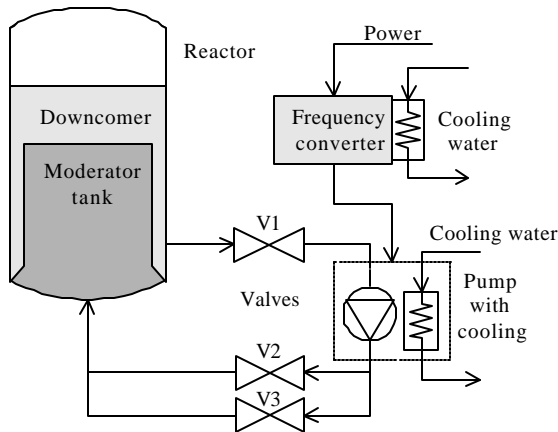 Power
Reactor
Downcomer
Frequency
converter
Cooling
water
Moderator
tank
V1
Cooling water
Valves
Pump
with
cooling
V2
V3